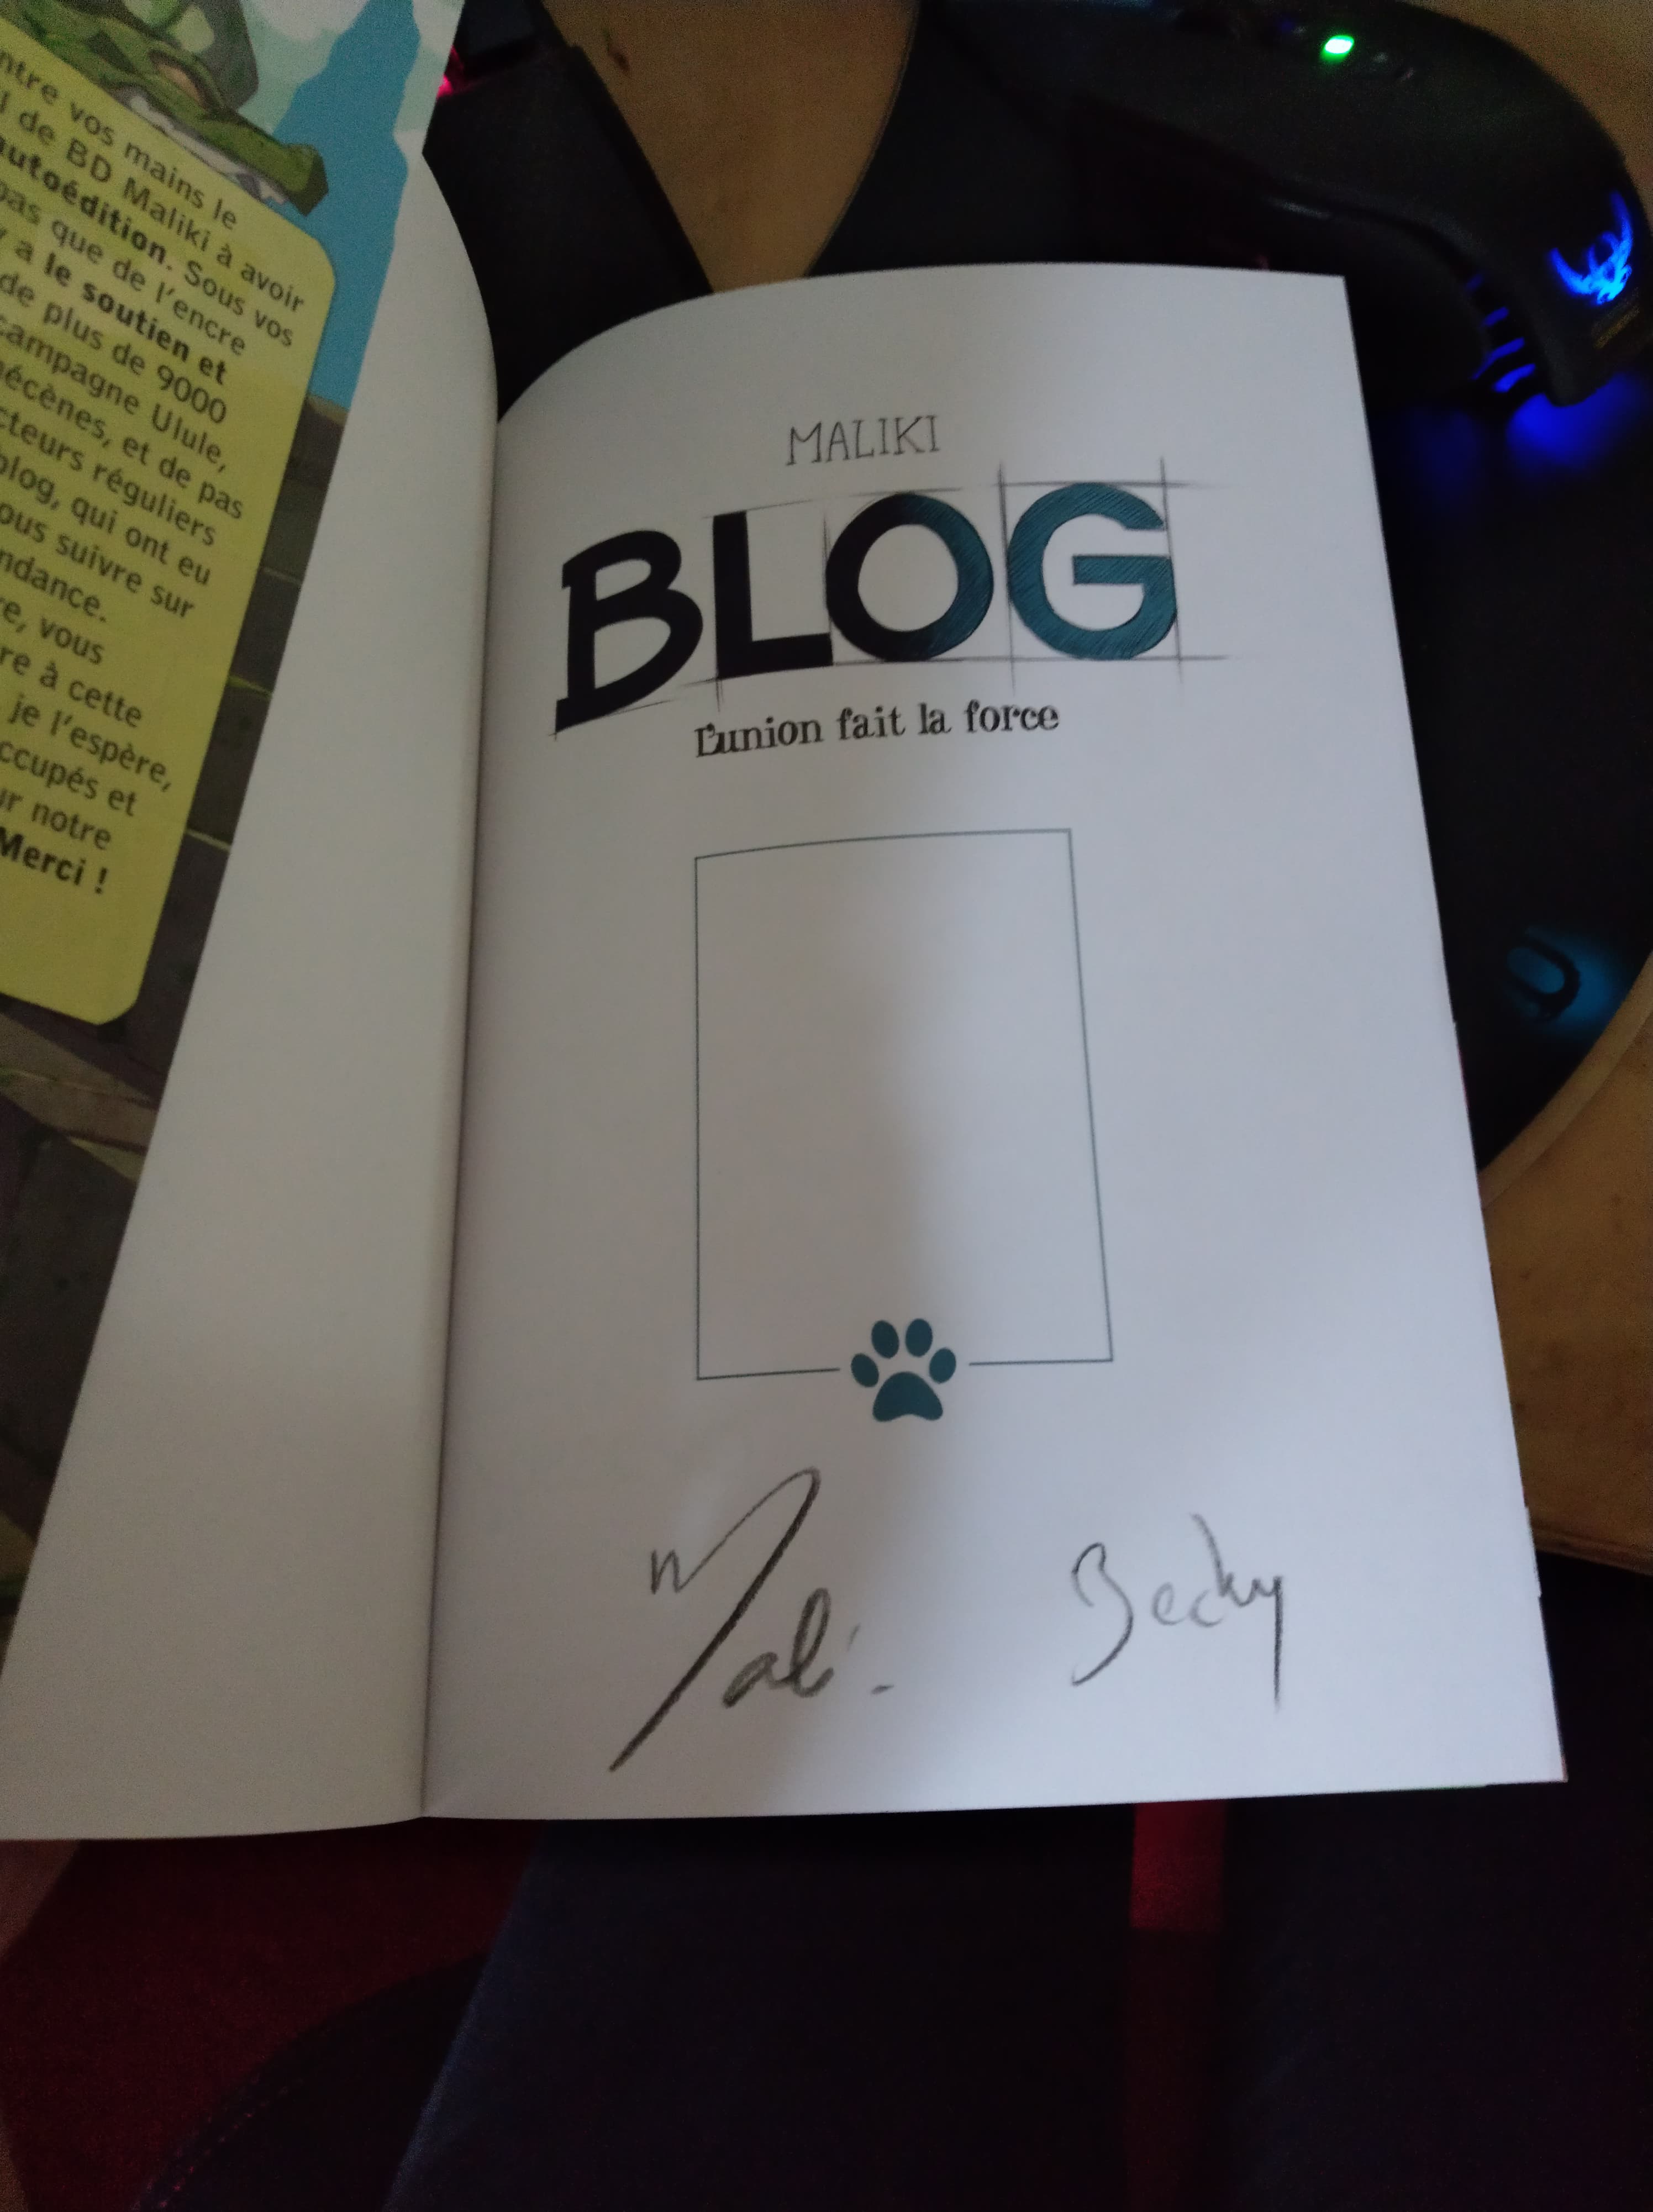 ntre vos mains le
de BD Maliki à avoir
autoédition. Sous vos
pas que de l'encre
y a le soutien et
de plus de 9000
campagne Ulule,
mécènes, et de pas
cteurs réguliers
blog, qui ont eu
ous suivre sur
ndance.
re, vous
re à cette
je l'espère,
ccupés et
ur notre
Merci !
MALIKI
BLOG
L'union fait la force
Mali
Becky